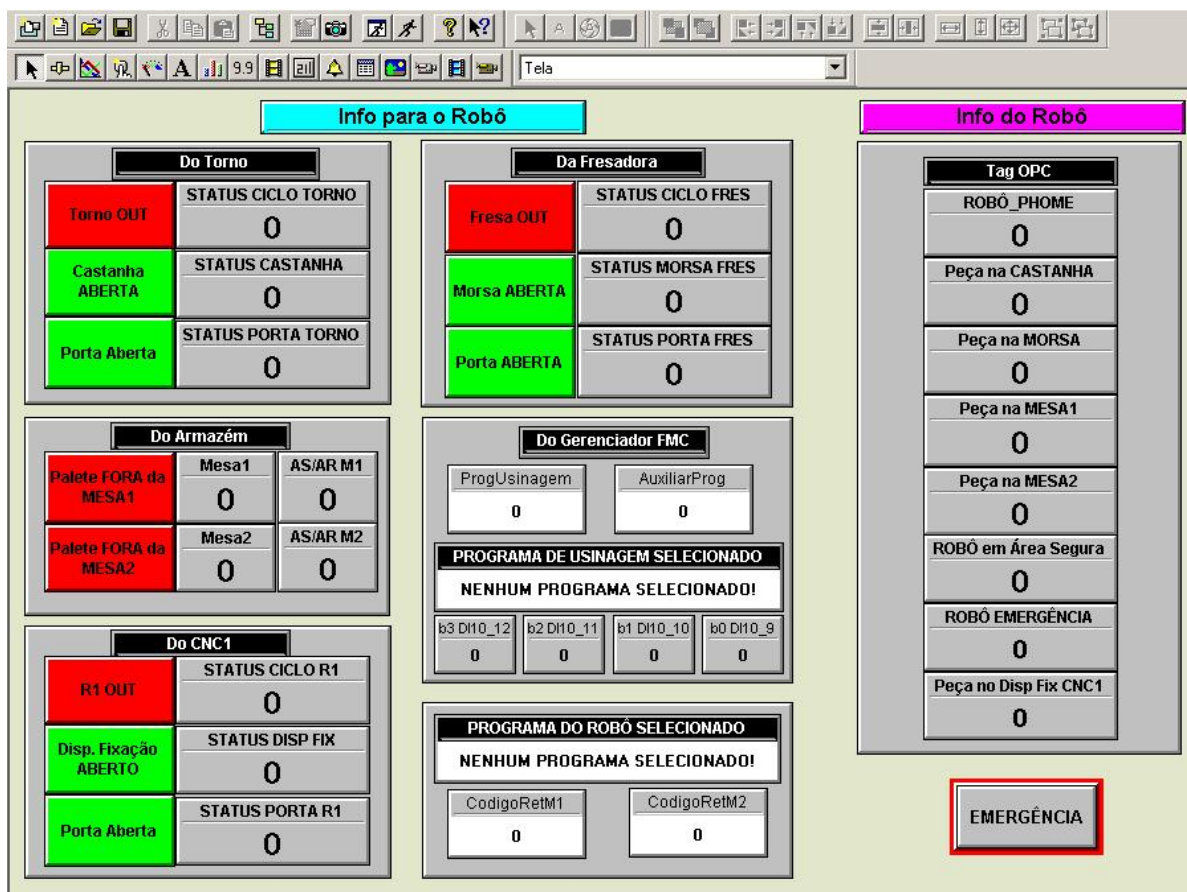 9.9
Tela
Info para o Robô
Info do Robô
Do Torno
Torno OUT
STATUS CICLO TORNO
0
Castanha
ABERTA
STATUS CASTANHA
0
Porta Aberta
STATUS PORTA TORNO
0
Da Fresadora
Fresa OUT
STATUS CICLO FRES
0
Morsa ABERTA
STATUS MORSA FRES
0
Porta ABERTA
STATUS PORTA FRES
0
Do Armazém
Palete FORA da
MESA1
Mesa1
0
AS/AR M1
0
Palete FORA da
MESA2
Mesa2
0
AS/AR M2
0
Do Gerenciador FMC
ProgUsinagem
0
AuxiliarProg
0
PROGRAMA DE USINAGEM SELECIONADO
NENHUM PROGRAMA SELECIONADO!
b3 DI10_12
0
b2 DI10_11
0
b1 DI10_10
0
b0 DI10_9
0
Do CNC1
R1 OUT
STATUS CICLO R1
0
Disp. Fixação
ABERTO
STATUS DISP FIX
0
Porta Aberta
STATUS PORTA R1
0
PROGRAMA DO ROBÔ SELECIONADO
NENHUM PROGRAMA SELECIONADO!
CodigoRetM1
0
CodigoRetM2
0
Tag OPC
ROBÔ_PHOME
0
Peça na CASTANHA
0
Peça na MORSA
0
Peça na MESA1
0
Peça na MESA2
0
ROBÔ em Área Segura
0
ROBÔ EMERGÊNCIA
0
Peça no Disp Fix CNC1
0
EMERGÊNCIA